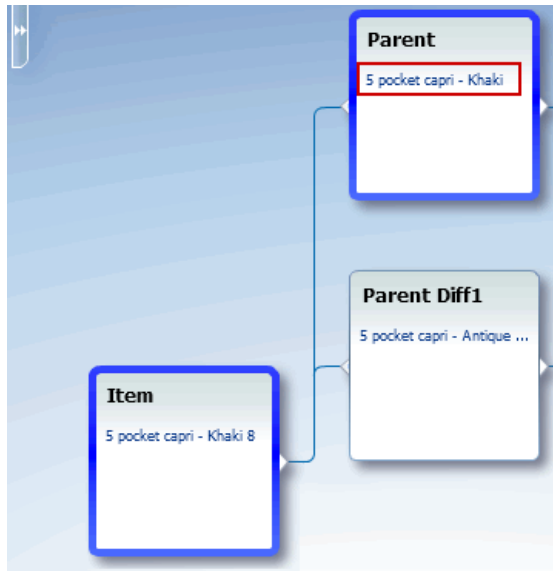 Parent
5 pocket capri - Khaki
Parent Diff1
5 pocket capri - Antique ...
Item
5 pocket capri - Khaki 8